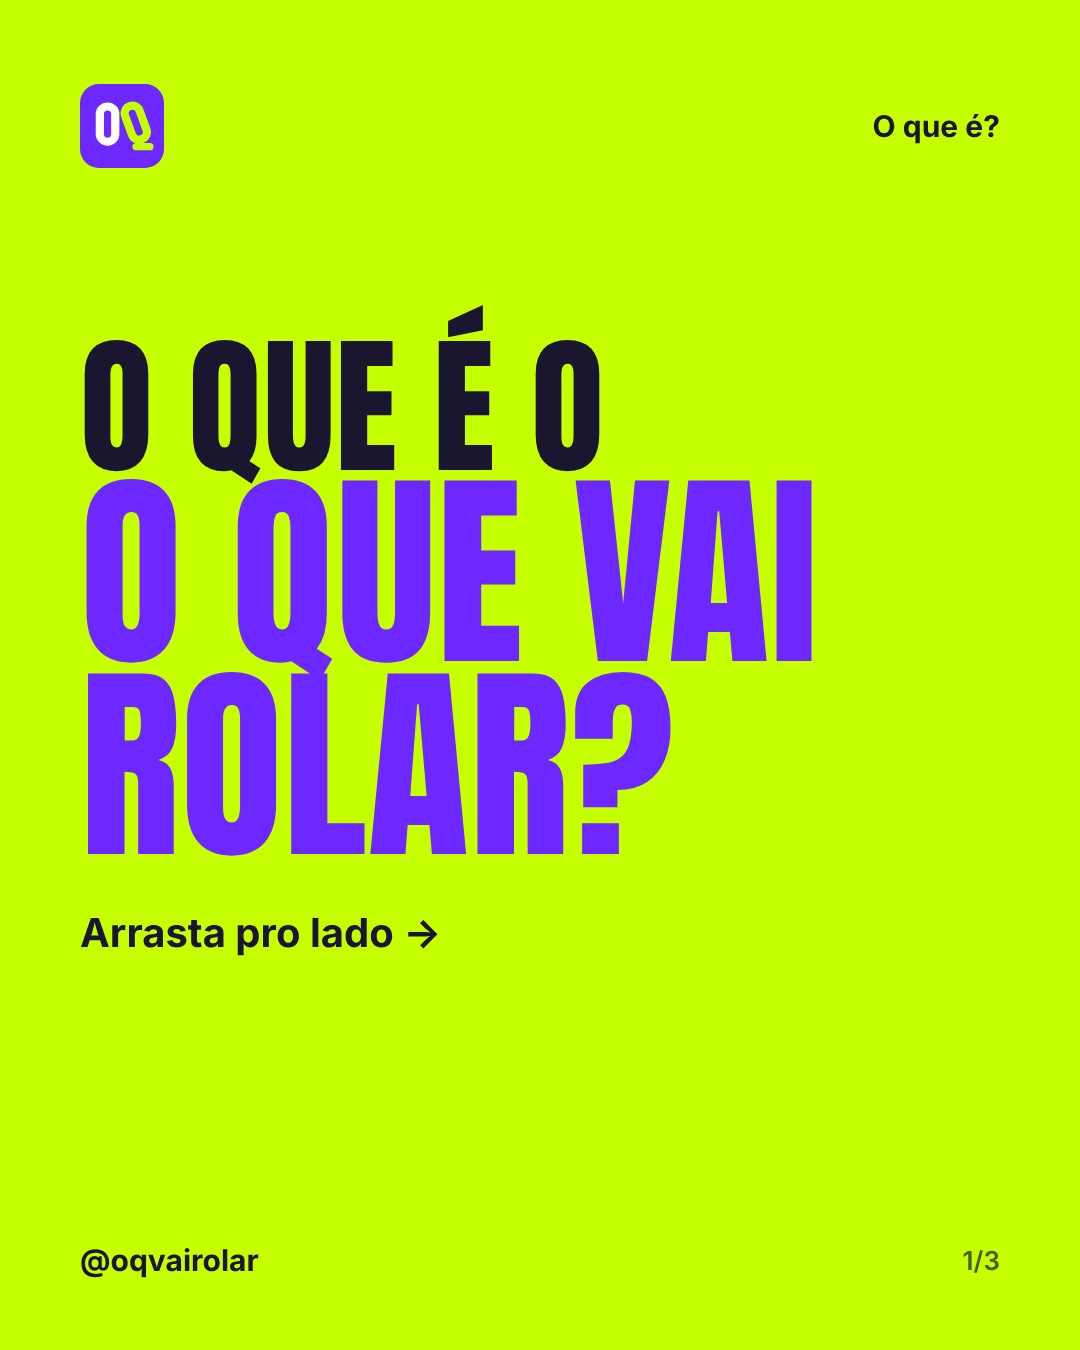 OQ
O que é?
O QUE É O
O QUE VAI
ROLAR?
Arrasta pro lado →
@oqvairolar
1/3